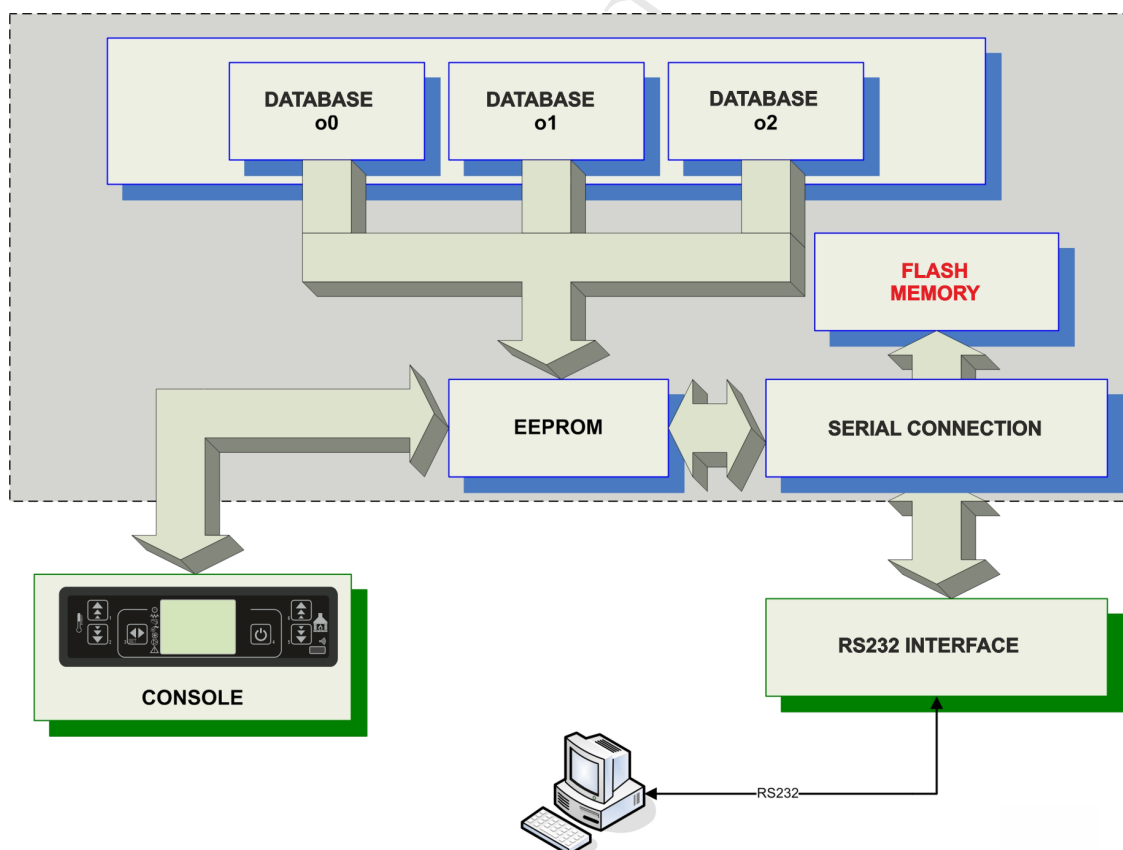 DATABASE
o0
DATABASE
o1
DATABASE
o2
FLASH
MEMORY
EEPROM
SERIAL CONNECTION
CONSOLE
RS232 INTERFACE
RS232